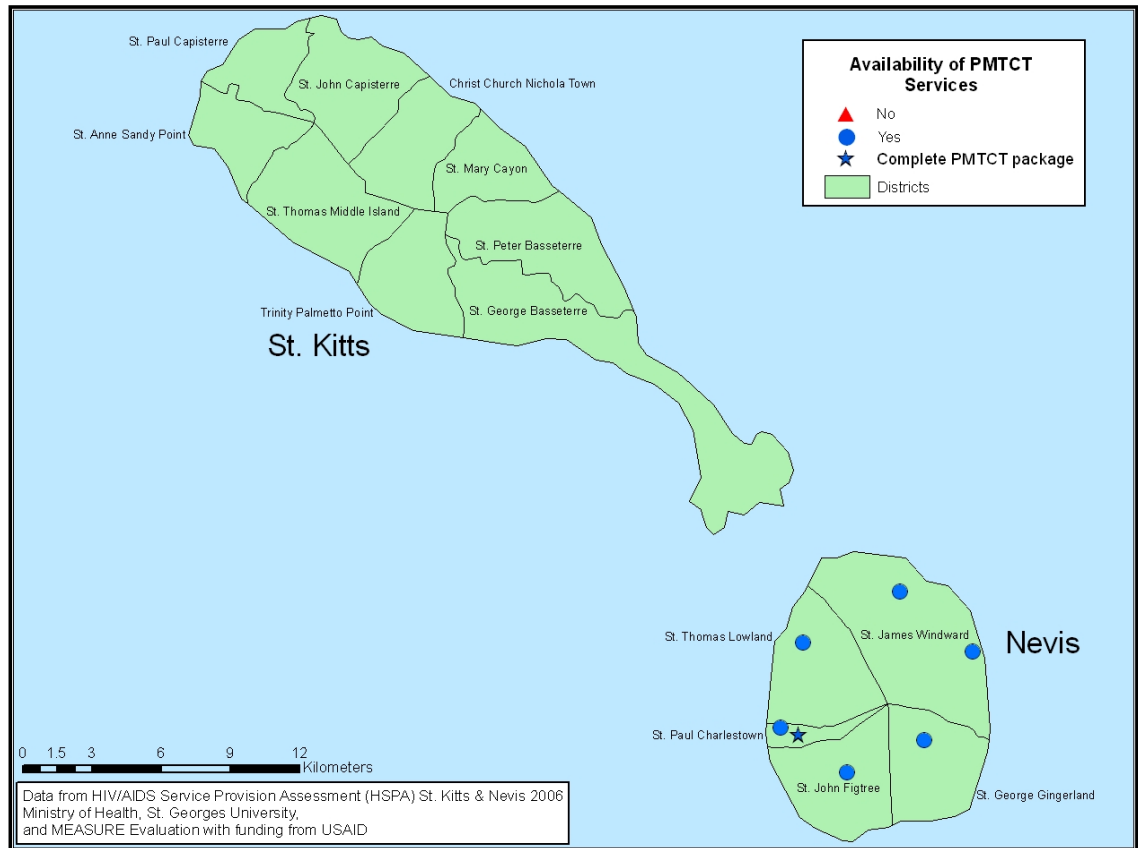 St. Paul Capisterre
St. John Capisterre
Christ Church Nichola Town
St. Anne Sandy Point
St. Mary Cayon
St. Thomas Middle Island
St. Peter Basseterre
Trinity Palmetto Point
St. George Basseterre
St. Kitts
Availability of PMTCT
Services
No
Yes
Complete PMTCT package
Districts
St. Thomas Lowland
St. James Windward
Nevis
St. Paul Charlestown
St. John Figtree
St. George Gingerland
0 1.5 3 6 9 12
Kilometers
Data from HIV/AIDS Service Provision Assessment (HSPA) St. Kitts & Nevis 2006
Ministry of Health, St. Georges University,
and MEASURE Evaluation with funding from USAID